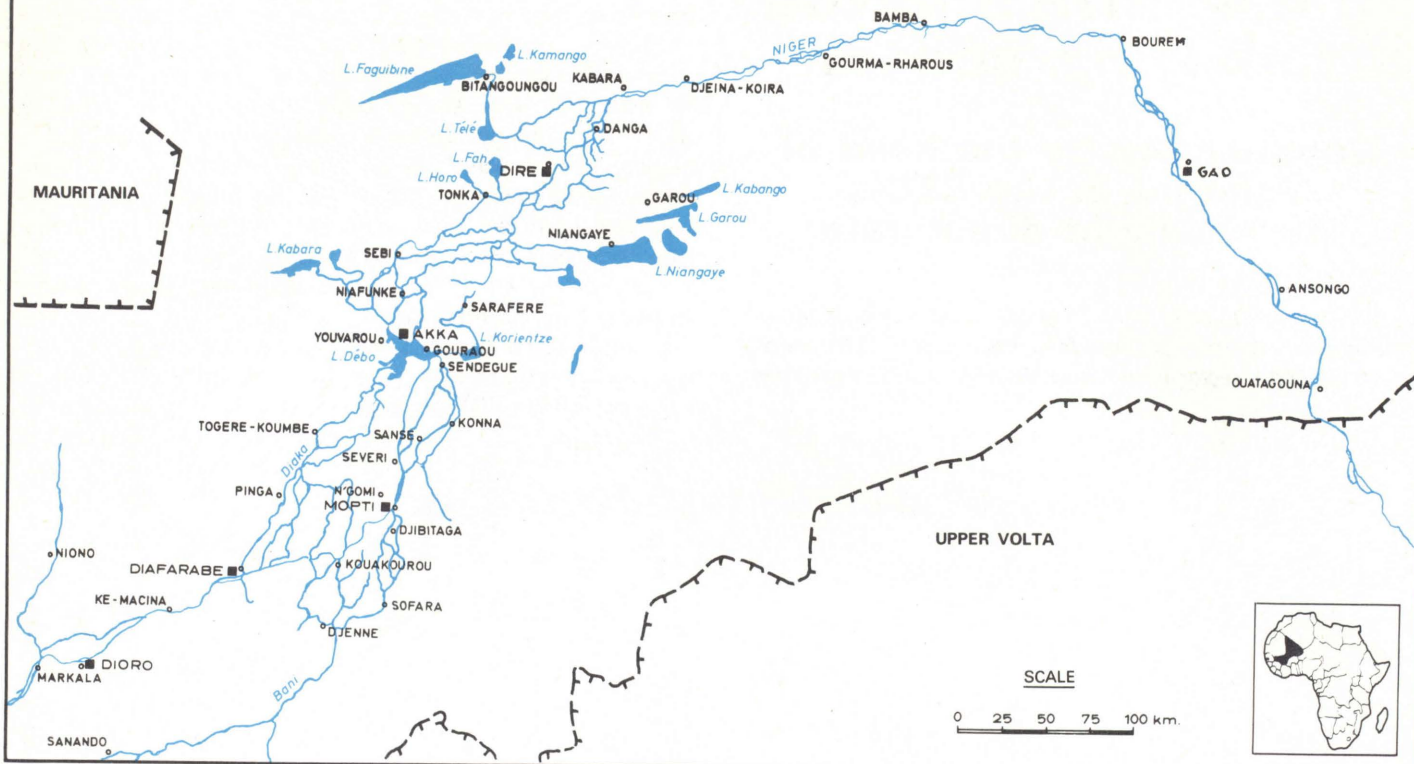 BAMBA
BOUREM
NIGER
GOURMA-RHAROUS
L. Kamango
L. Faguibine
BITANGOUNGOU
KABARA
DJEINA-KOIRA
L. Télé
DANGA
L. Fah
DIRE
L. Horo
TONKA
GAO
MAURITANIA
GAROU
L. Kabango
L. Garou
NIANGAYE
L. Niangaye
L. Kabara
SEBI
NIAFUNKE
SARAFERE
ANSONGO
YOUVAROU
AKKA
L. Korientze
GOURAOU
L. Débo
SENDEGUE
OUATAGOUNA
TOGERE-KOUMBE
SANSE
KONNA
SEVERI
Diaka
PINGA
N'GOMI
MOPTI
DJIBITAGA
UPPER VOLTA
NIONO
DIAFARABE
KOUAKOUROU
KE-MACINA
SOFARA
DJENNE
DIORO
MARKALA
Bani
SANANDO
SCALE
0 25 50 75 100 km.